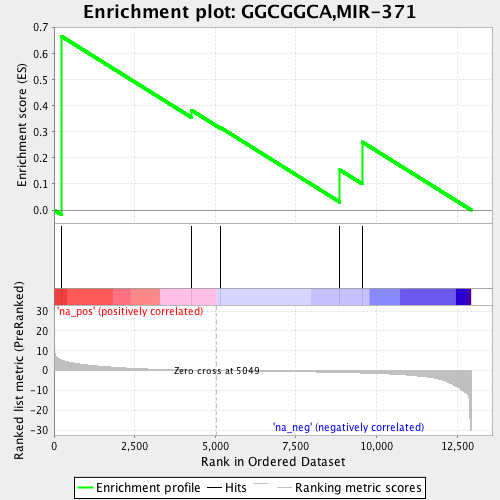 Enrichment plot: GGCGGCA,MIR-371
Enrichment score (ES)
0.7
0.6
0.5
0.4
0.3
0.2
0.1
0.0
'na_pos' (positively correlated)
Ranked list metric (PreRanked)
30
20
10
0
-10
-20
-30
Zero cross at 5049
'na_neg' (negatively correlated)
0 2,500 5,000 7,500 10,000 12,500
Rank in Ordered Dataset
Enrichment profile Hits Ranking metric scores